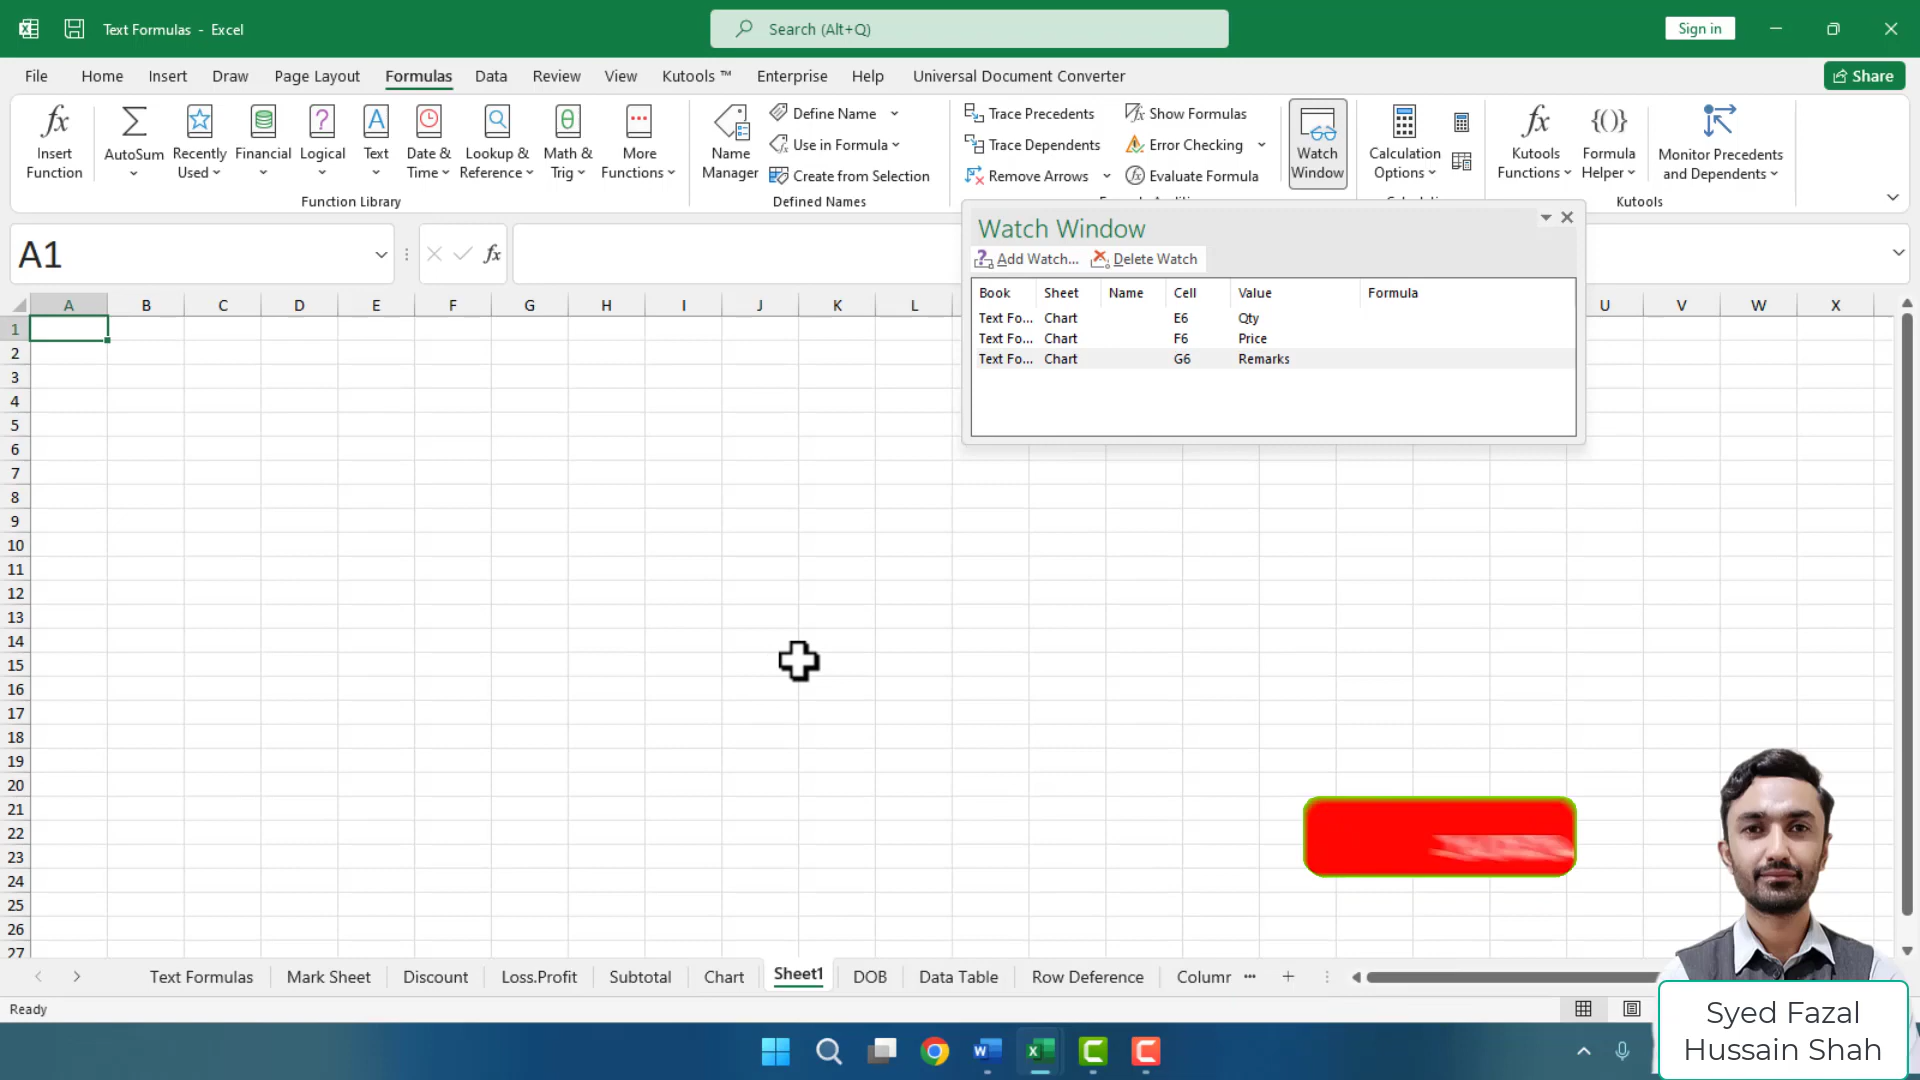 Text Formulas - Excel
Search (Alt+Q)
Sign in
File Home Insert Draw Page Layout Formulas Data Review View Kutools ™ Enterprise Help Universal Document Converter
Share
Insert Function
AutoSum
Recently Used
Financial
Logical
Text
Date & Time
Lookup & Reference
Math & Trig
More Functions
Function Library
Name Manager
Define Name
Use in Formula
Create from Selection
Defined Names
Trace Precedents
Trace Dependents
Remove Arrows
Show Formulas
Error Checking
Evaluate Formula
Watch Window
Calculation Options
Kutools Functions
Formula Helper
Monitor Precedents and Dependents
Kutools
A1
fx
Watch Window
Add Watch... Delete Watch
Book Sheet Name Cell Value Formula
Text Fo... Chart E6 Qty
Text Fo... Chart F6 Price
Text Fo... Chart G6 Remarks
A B C D E F G H I J K L U V W X
1
2
3
4
5
6
7
8
9
10
11
12
13
14
15
16
17
18
19
20
21
22
23
24
25
26
27
Text Formulas Mark Sheet Discount Loss.Profit Subtotal Chart Sheet1 DOB Data Table Row Deference Columr ...
Ready
Syed Fazal
Hussain Shah